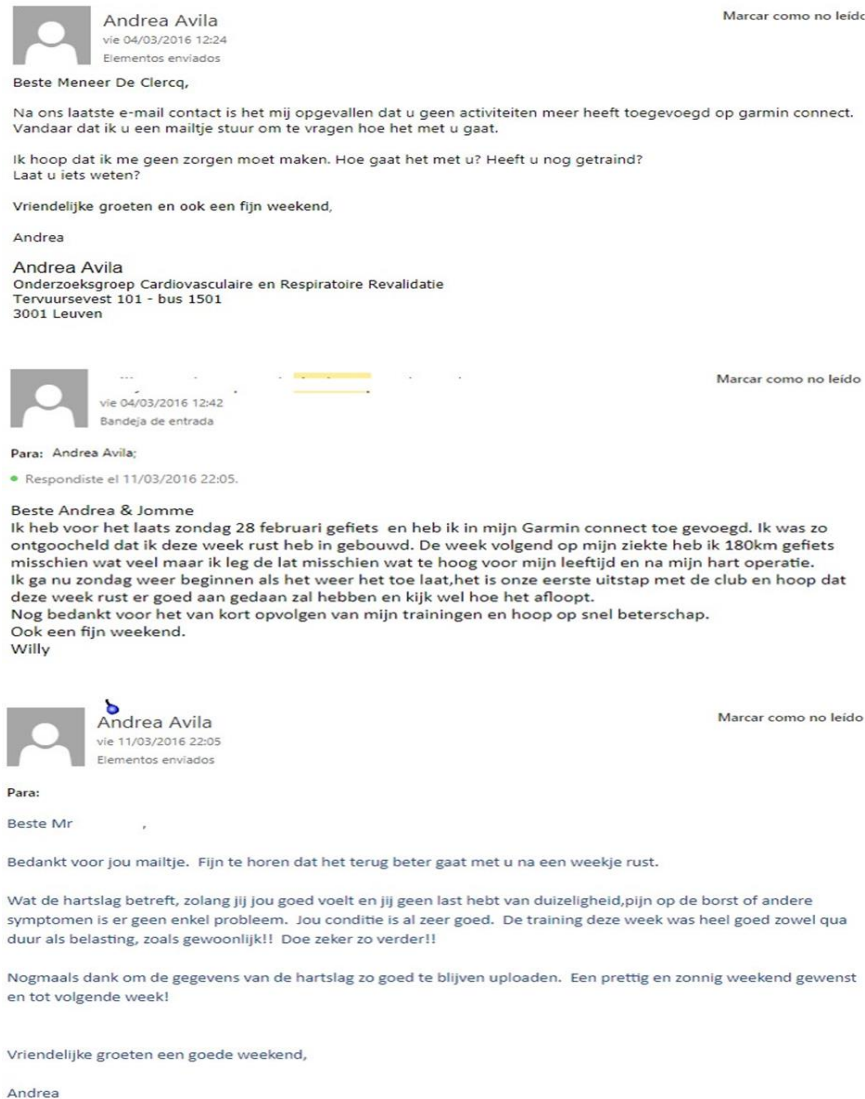 Andrea Avila
Marcar como no leído
vie 04/03/2016 12:24
Elementos enviados
Beste Meneer De Clercq,
Na ons laatste e-mail contact is het mij opgevallen dat u geen activiteiten meer heeft toegevoegd op garmin connect.
Vandaar dat ik u een mailtje stuur om te vragen hoe het met u gaat.
Ik hoop dat ik me geen zorgen moet maken. Hoe gaat het met u? Heeft u nog getraind?
Laat u iets weten?
Vriendelijke groeten en ook een fijn weekend,
Andrea
Andrea Avila
Onderzoeksgroep Cardiovasculaire en Respiratoire Revalidatie
Tervuursevest 101 - bus 1501
3001 Leuven
Marcar como no leído
vie 04/03/2016 12:42
Bandeja de entrada
Para: Andrea Avila;
Respondiste el 11/03/2016 22:05.
Beste Andrea & Jomme
Ik heb voor het laats zondag 28 februari gefiets en heb ik in mijn Garmin connect toe gevoegd. Ik was zo
ontgoocheld dat ik deze week rust heb in gebouwd. De week volgend op mijn ziekte heb ik 180km gefiets
misschien wat veel maar ik leg de lat misschien wat te hoog voor mijn leeftijd en na mijn hart operatie.
Ik ga nu zondag weer beginnen als het weer het toe laat,het is onze eerste uitstap met de club en hoop dat
deze week rust er goed aan gedaan zal hebben en kijk wel hoe het afloopt.
Nog bedankt voor het van kort opvolgen van mijn trainingen en hoop op snel beterschap.
Ook een fijn weekend.
Willy
Andrea Avila
Marcar como no leído
vie 11/03/2016 22:05
Elementos enviados
Para:
Beste Mr ,
Bedankt voor jou mailtje. Fijn te horen dat het terug beter gaat met u na een weekje rust.
Wat de hartslag betreft, zolang jij jou goed voelt en jij geen last hebt van duizeligheid,pijn op de borst of andere
symptomen is er geen enkel probleem. Jou conditie is al zeer goed. De training deze week was heel goed zowel qua
duur als belasting, zoals gewoonlijk!! Doe zeker zo verder!!
Nogmaals dank om de gegevens van de hartslag zo goed te blijven uploaden. Een prettig en zonnig weekend gewenst
en tot volgende week!
Vriendelijke groeten een goede weekend,
Andrea